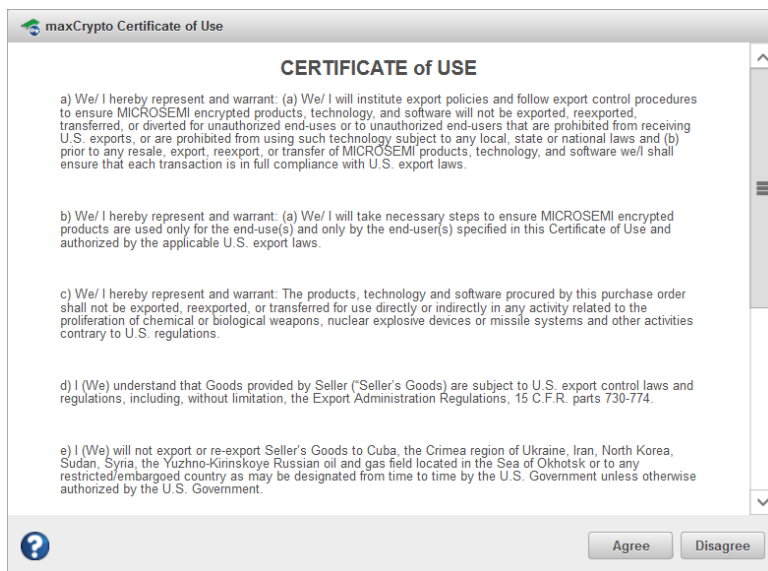 maxCrypto Certificate of Use
CERTIFICATE of USE
a) We/ I hereby represent and warrant: (a) We/ I will institute export policies and follow export control procedures
to ensure MICROSEMI encrypted products, technology, and software will not be exported, reexported,
transferred, or diverted for unauthorized end-uses or to unauthorized end-users that are prohibited from receiving
U.S. exports, or are prohibited from using such technology subject to any local, state or national laws and (b)
prior to any resale, export, reexport, or transfer of MICROSEMI products, technology, and software we/I shall
ensure that each transaction is in full compliance with U.S. export laws.
b) We/ I hereby represent and warrant: (a) We/ I will take necessary steps to ensure MICROSEMI encrypted
products are used only for the end-use(s) and only by the end-user(s) specified in this Certificate of Use and
authorized by the applicable U.S. export laws.
c) We/ I hereby represent and warrant: The products, technology and software procured by this purchase order
shall not be exported, reexported, or transferred for use directly or indirectly in any activity related to the
proliferation of chemical or biological weapons, nuclear explosive devices or missile systems and other activities
contrary to U.S. regulations.
d) I (We) understand that Goods provided by Seller (“Seller’s Goods) are subject to U.S. export control laws and
regulations, including, without limitation, the Export Administration Regulations, 15 C.F.R. parts 730-774.
e) I (We) will not export or re-export Seller’s Goods to Cuba, the Crimea region of Ukraine, Iran, North Korea,
Sudan, Syria, the Yuzhno-Kirinskoye Russian oil and gas field located in the Sea of Okhotsk or to any
restricted/embargoed country as may be designated from time to time by the U.S. Government unless otherwise
authorized by the U.S. Government.
?
Agree
Disagree